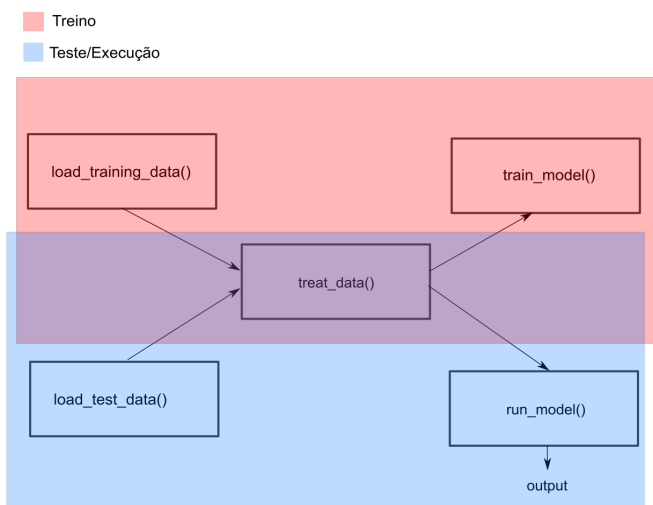 Treino
Teste/Execução
load_training_data()
train_model()
treat_data()
load_test_data()
run_model()
output